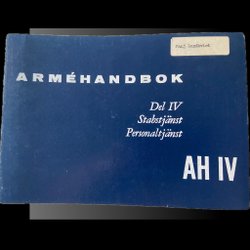 ARMÉHANDBOK
Del IV
Stabstjänst
Personaltjänst
AH IV